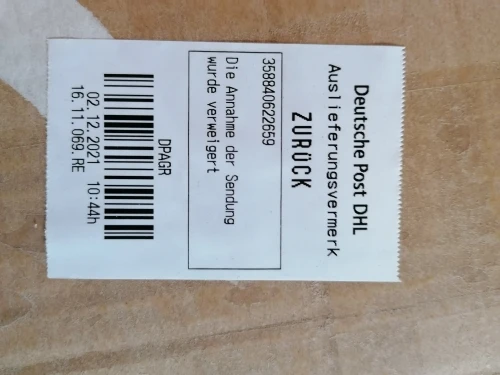 Deutsche Post DHL
Auslieferungsvermerk
ZURÜCK
358840622659
Die Annahme der Sendung
wurde verweigert
DPAGR
02.12.2021 10:44h
16.11.069.RE